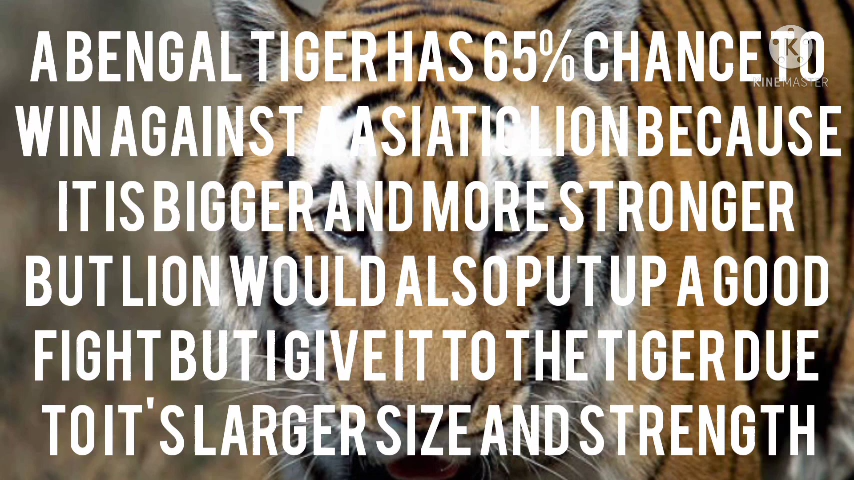 A BENGAL TIGER HAS 65% CHANCE TO
WIN AGAINST A ASIATIC LION BECAUSE
IT IS BIGGER AND MORE STRONGER
BUT LION WOULD ALSO PUT UP A GOOD
FIGHT BUT I GIVE IT TO THE TIGER DUE
TO IT'S LARGER SIZE AND STRENGTH
K
KINEMASTER